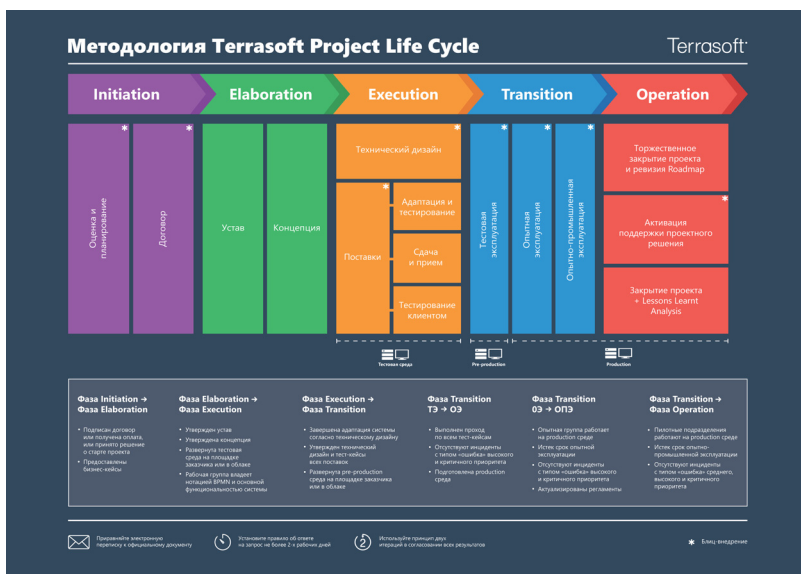 Методология Terrasoft Project Life Cycle
Terrasoft
Initiation
Elaboration
Execution
Transition
Operation
Оценка и
планирование
*
Договор
*
Устав
Концепция
Технический дизайн
*
Поставки
*
Адаптация и
тестирование
Сдача
и прием
Тестирование
клиентом
Тестовая
эксплуатация
*
Опытная
эксплуатация
*
Опытно-промышленная
эксплуатация
*
Торжественное
закрытие проекта
и ревизия Roadmap
Активация
поддержки проектного
решения
*
Закрытие проекта
+ Lessons Learnt
Analysis
Тестовая среда
Pre-production
Production
Фаза Initiation →
Фаза Elaboration
• Подписан договор
или получена оплата,
или принято решение
о старте проекта
• Предоставлены
бизнес-кейсы
Фаза Elaboration →
Фаза Execution
• Утвержден устав
• Утверждена концепция
• Развернута тестовая
среда на площадке
заказчика или в облаке
• Рабочая группа владеет
нотацией BPMN и основной
функциональностью системы
Фаза Execution →
Фаза Transition
• Завершена адаптация системы
согласно техническому дизайну
• Утвержден технический
дизайн и тест-кейсы
всех поставок
• Развернута pre-production
среда на площадке заказчика
или в облаке
Фаза Transition
ТЭ → ОЭ
• Выполнен проход
по всем тест-кейсам
• Отсутствуют инциденты
с типом «ошибка» высокого
и критичного приоритета
• Подготовлена production
среда
Фаза Transition
0Э → ОПЭ
• Опытная группа работает
на production среде
• Истек срок опытной
эксплуатации
• Отсутствуют инциденты
с типом «ошибка» высокого
и критичного приоритета
• Актуализированы регламенты
Фаза Transition →
Фаза Operation
• Пилотные подразделения
работают на production среде
• Истек срок опытно-
промышленной эксплуатации
• Отсутствуют инциденты
с типом «ошибка» среднего,
высокого и критичного
приоритета
Приравняйте электронную
переписку к официальному документу
Установите правило об ответе
на запрос не более 2-х рабочих дней
2
Используйте принцип двух
итераций в согласовании всех результатов
* Блиц-внедрение